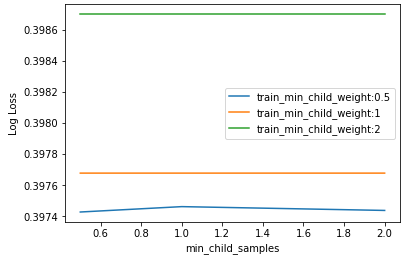 0.3986
0.3984
0.3982
0.3980
0.3978
0.3976
0.3974
Log Loss
train_min_child_weight:0.5
train_min_child_weight:1
train_min_child_weight:2
0.6 0.8 1.0 1.2 1.4 1.6 1.8 2.0
min_child_samples